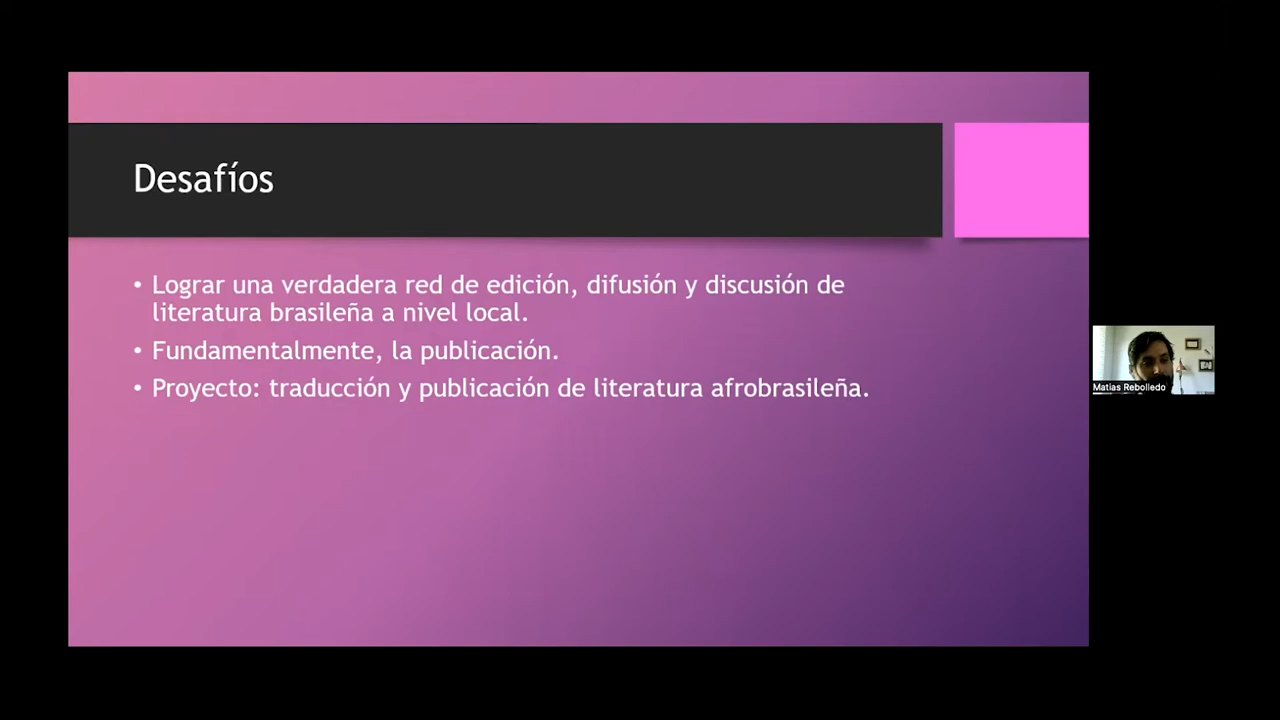 Desafíos
• Lograr una verdadera red de edición, difusión y discusión de
literatura brasileña a nivel local.
• Fundamentalmente, la publicación.
• Proyecto: traducción y publicación de literatura afrobrasileña.
Matias Rebolledo